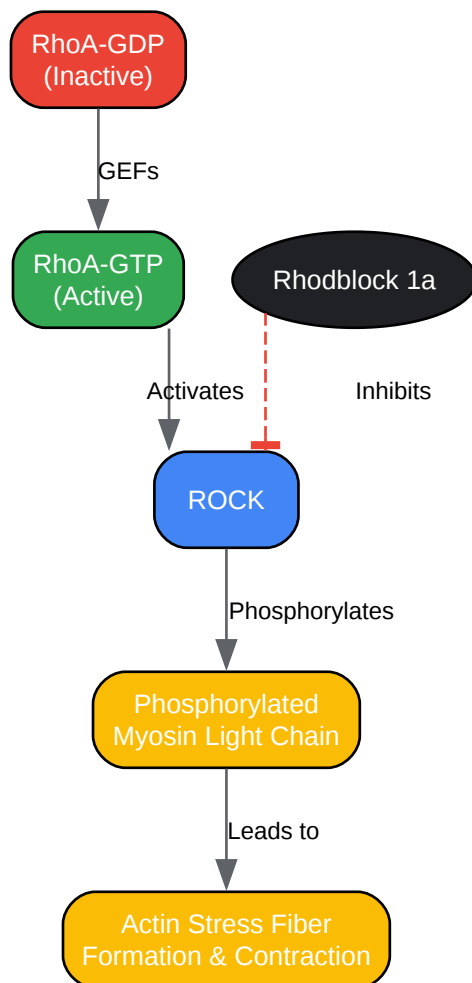 RhoA-GDP
(Inactive)
GEFs
RhoA-GTP
(Active)
Rhodblock 1a
Activates
Inhibits
ROCK
Phosphorylates
Phosphorylated
Myosin Light Chain
Leads to
Actin Stress Fiber
Formation & Contraction